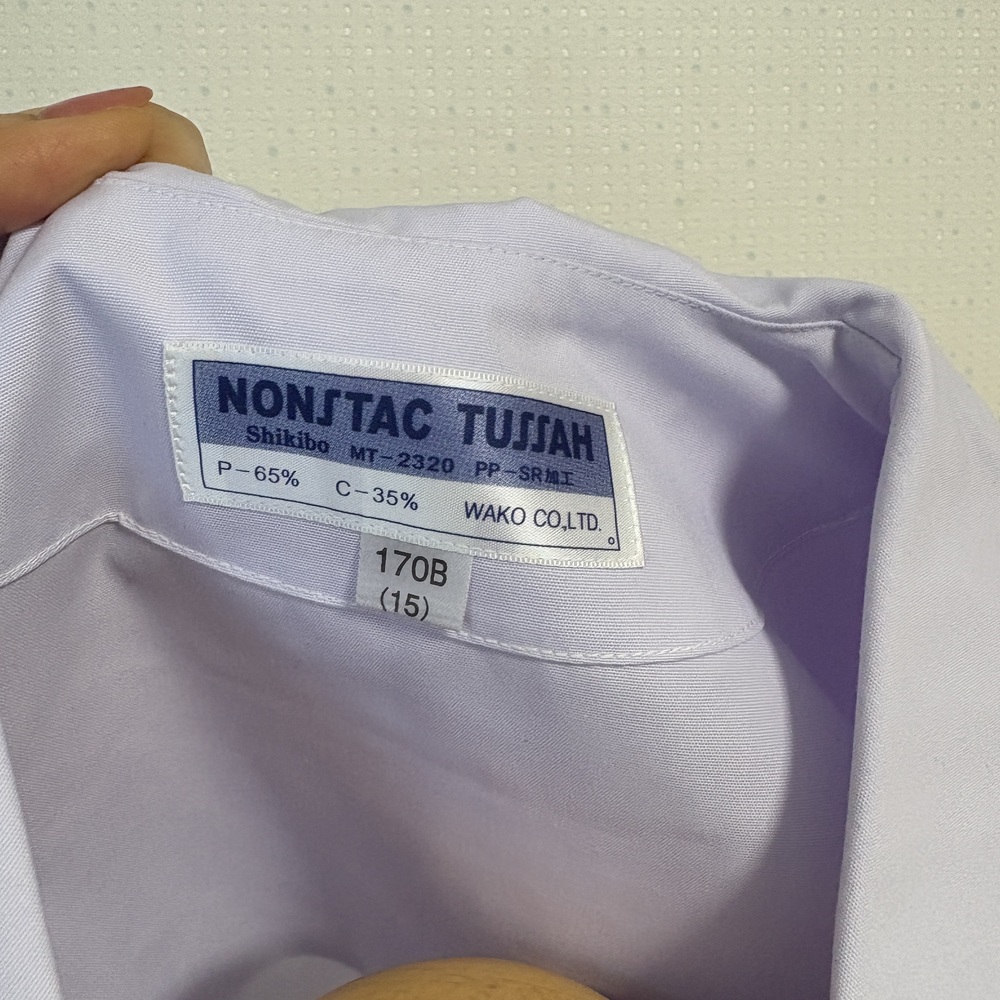 NONSTAC TUSSAH
Shikibo MT-2320 PP-SR加工
P-65% C-35% WAKO CO.,LTD.
170B
(15)